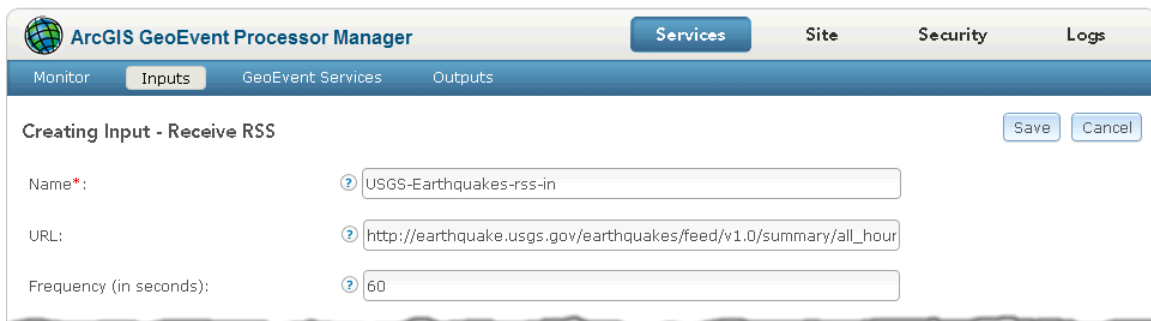 ArcGIS GeoEvent Processor Manager Services Site Security Logs
Monitor Inputs GeoEvent Services Outputs
Creating Input - Receive RSS Save Cancel
Name*: ? USGS-Earthquakes-rss-in
URL: ? http://earthquake.usgs.gov/earthquakes/feed/v1.0/summary/all_hour
Frequency (in seconds): ? 60